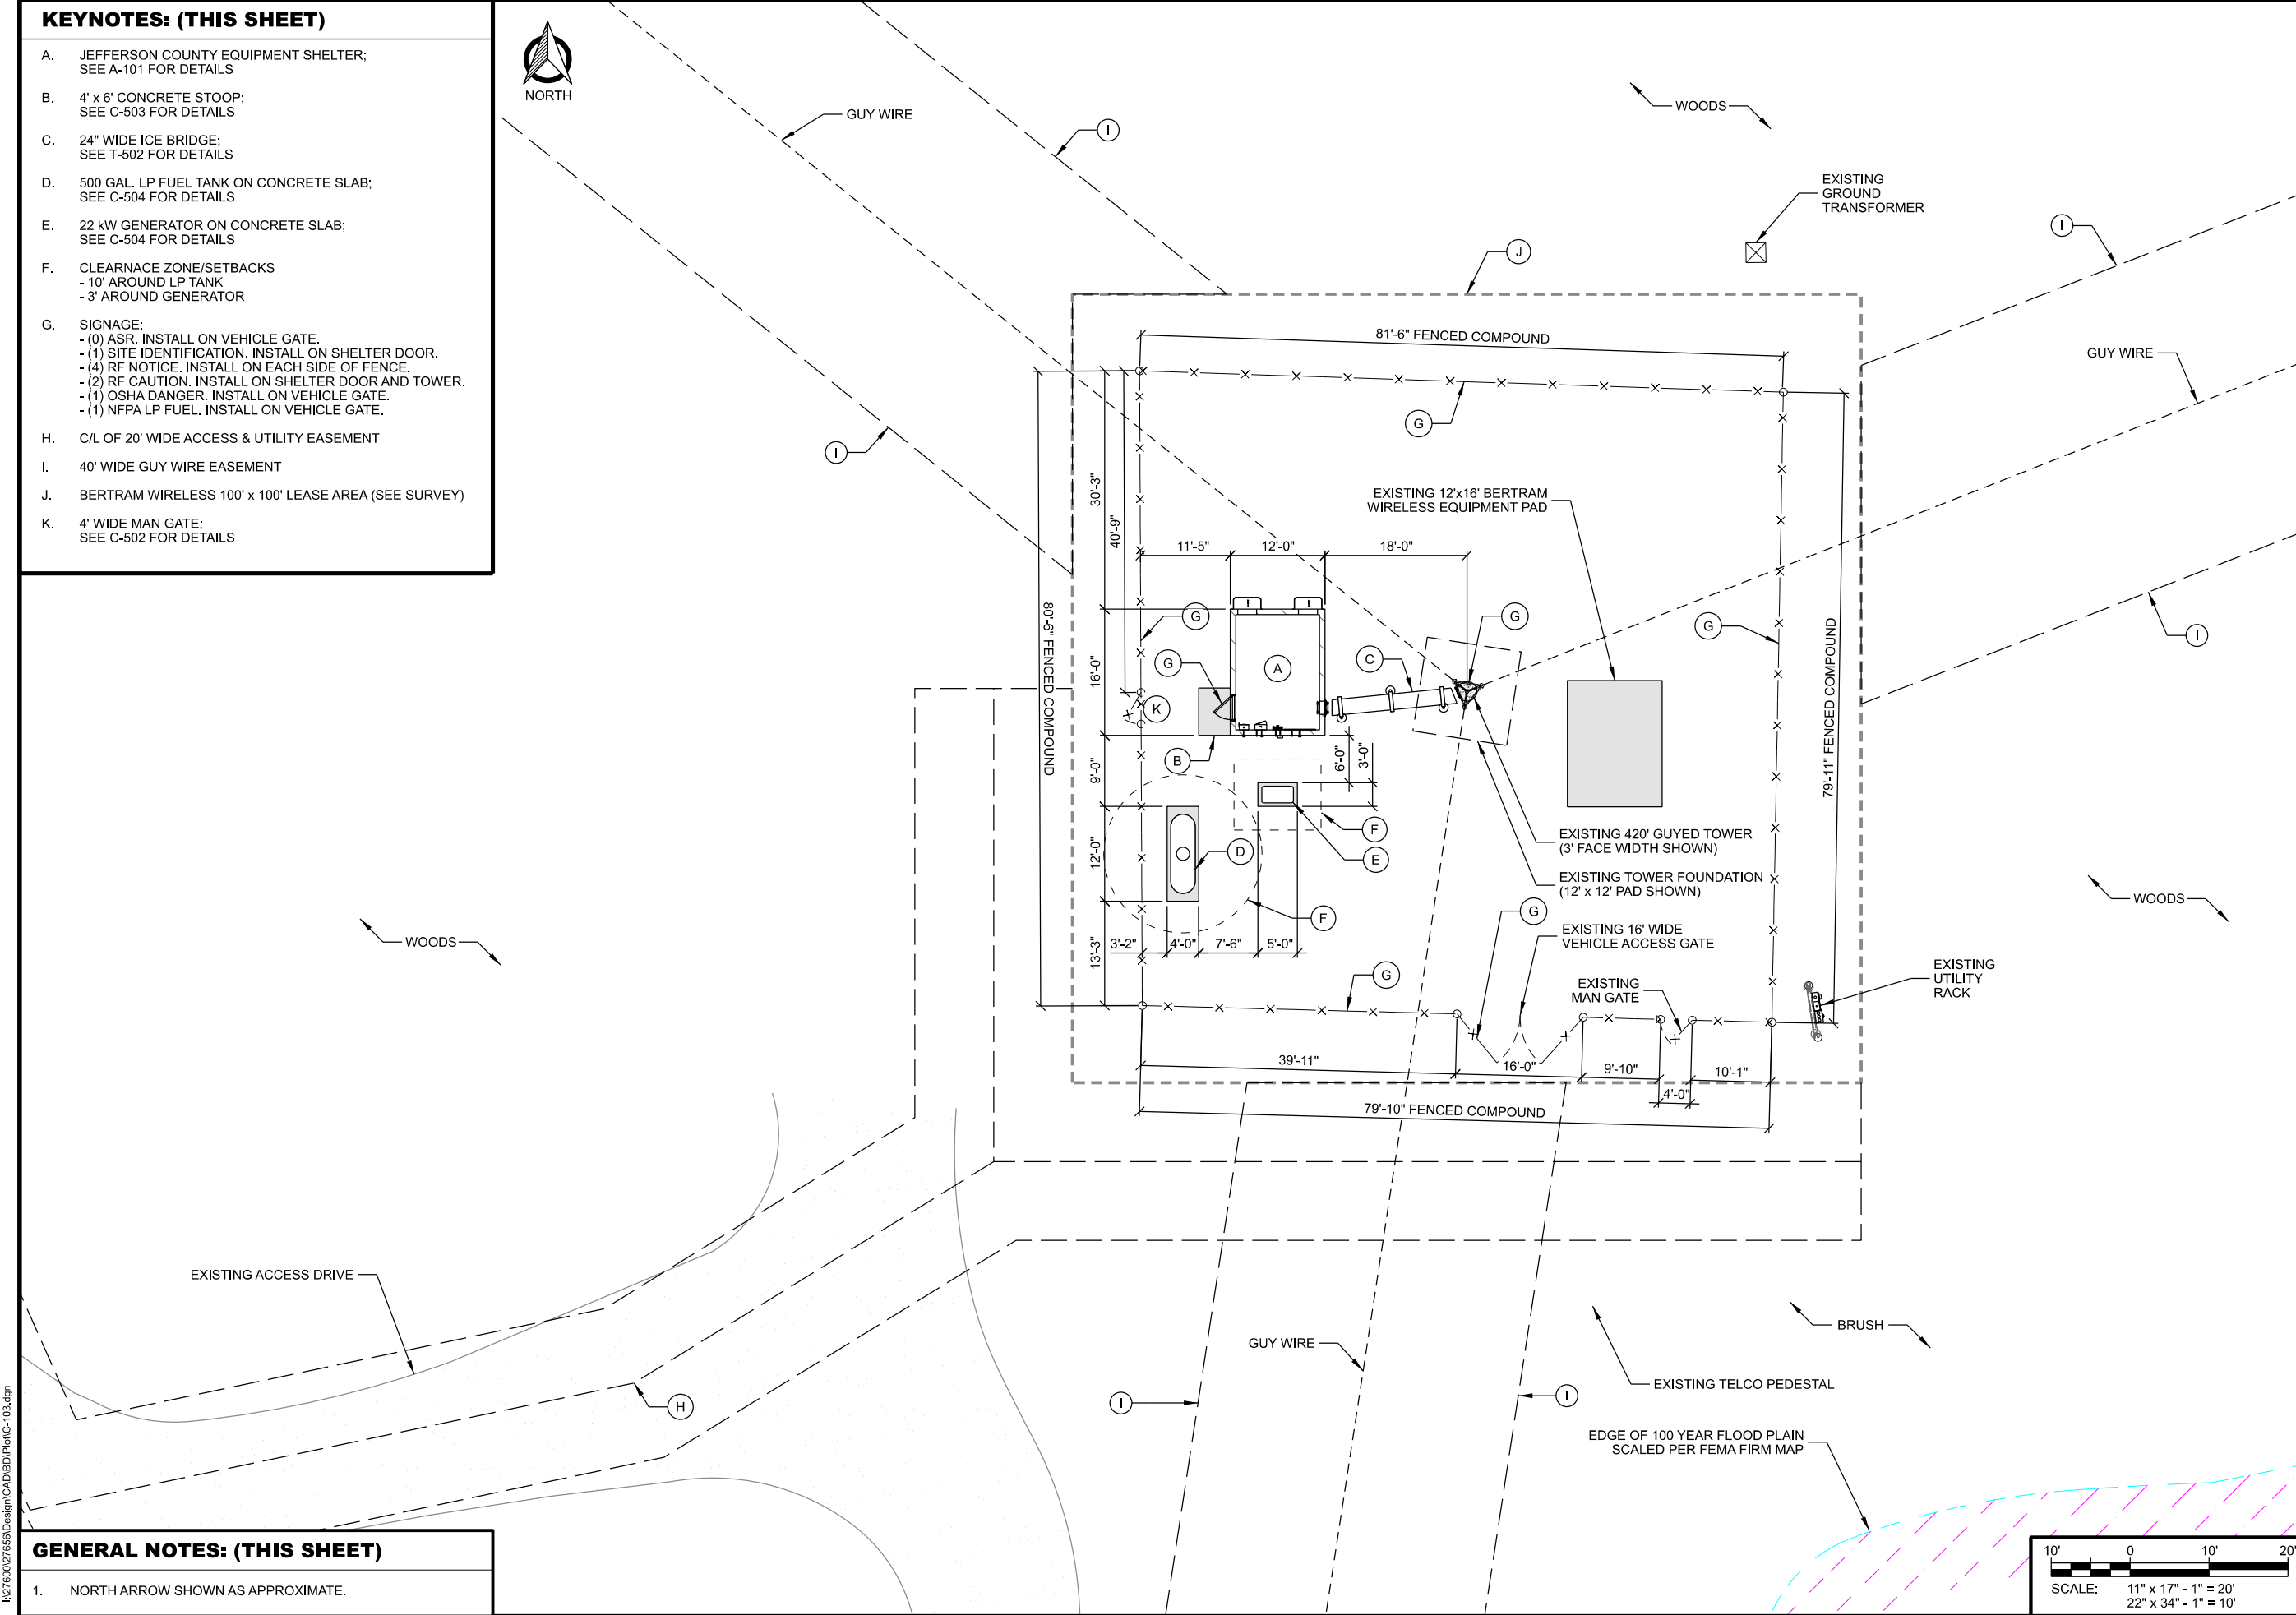 KEYNOTES: (THIS SHEET)
A. JEFFERSON COUNTY EQUIPMENT SHELTER;
SEE A-101 FOR DETAILS
B. 4' x 6' CONCRETE STOOP;
SEE C-503 FOR DETAILS
C. 24" WIDE ICE BRIDGE;
SEE T-502 FOR DETAILS
D. 500 GAL. LP FUEL TANK ON CONCRETE SLAB;
SEE C-504 FOR DETAILS
E. 22 kW GENERATOR ON CONCRETE SLAB;
SEE C-504 FOR DETAILS
F. CLEARNACE ZONE/SETBACKS
- 10' AROUND LP TANK
- 3' AROUND GENERATOR
G. SIGNAGE:
- (0) ASR. INSTALL ON VEHICLE GATE.
- (1) SITE IDENTIFICATION. INSTALL ON SHELTER DOOR.
- (4) RF NOTICE. INSTALL ON EACH SIDE OF FENCE.
- (2) RF CAUTION. INSTALL ON SHELTER DOOR AND TOWER.
- (1) OSHA DANGER. INSTALL ON VEHICLE GATE.
- (1) NFPA LP FUEL. INSTALL ON VEHICLE GATE.
H. C/L OF 20' WIDE ACCESS & UTILITY EASEMENT
I. 40' WIDE GUY WIRE EASEMENT
J. BERTRAM WIRELESS 100' x 100' LEASE AREA (SEE SURVEY)
K. 4' WIDE MAN GATE;
SEE C-502 FOR DETAILS
NORTH
GUY WIRE
I
WOODS
EXISTING
GROUND
TRANSFORMER
I
J
81'-6" FENCED COMPOUND
GUY WIRE
G
I
30'-3"
40'-9"
EXISTING 12'x16' BERTRAM
WIRELESS EQUIPMENT PAD
11'-5"
12'-0"
18'-0"
80'-6" FENCED COMPOUND
G
G
G
I
G
A
C
16'-0"
K
79'-11" FENCED COMPOUND
B
6'-0"
3'-0"
9'-0"
F
EXISTING 420' GUYED TOWER
(3' FACE WIDTH SHOWN)
12'-0"
D
E
EXISTING TOWER FOUNDATION
(12' x 12' PAD SHOWN)
WOODS
F
G
EXISTING 16' WIDE
VEHICLE ACCESS GATE
WOODS
13'-3"
3'-2"
4'-0"
7'-6"
5'-0"
G
EXISTING
MAN GATE
EXISTING
UTILITY
RACK
39'-11"
16'-0"
9'-10"
10'-1"
4'-0"
79'-10" FENCED COMPOUND
EXISTING ACCESS DRIVE
BRUSH
GUY WIRE
EXISTING TELCO PEDESTAL
I
I
H
EDGE OF 100 YEAR FLOOD PLAIN
SCALED PER FEMA FIRM MAP
I:\27600\27656\Design\CAD\BD\Plot\C-103.dgn
GENERAL NOTES: (THIS SHEET)
1. NORTH ARROW SHOWN AS APPROXIMATE.
10' 0 10' 20'
SCALE: 11" x 17" - 1" = 20'
22" x 34" - 1" = 10'